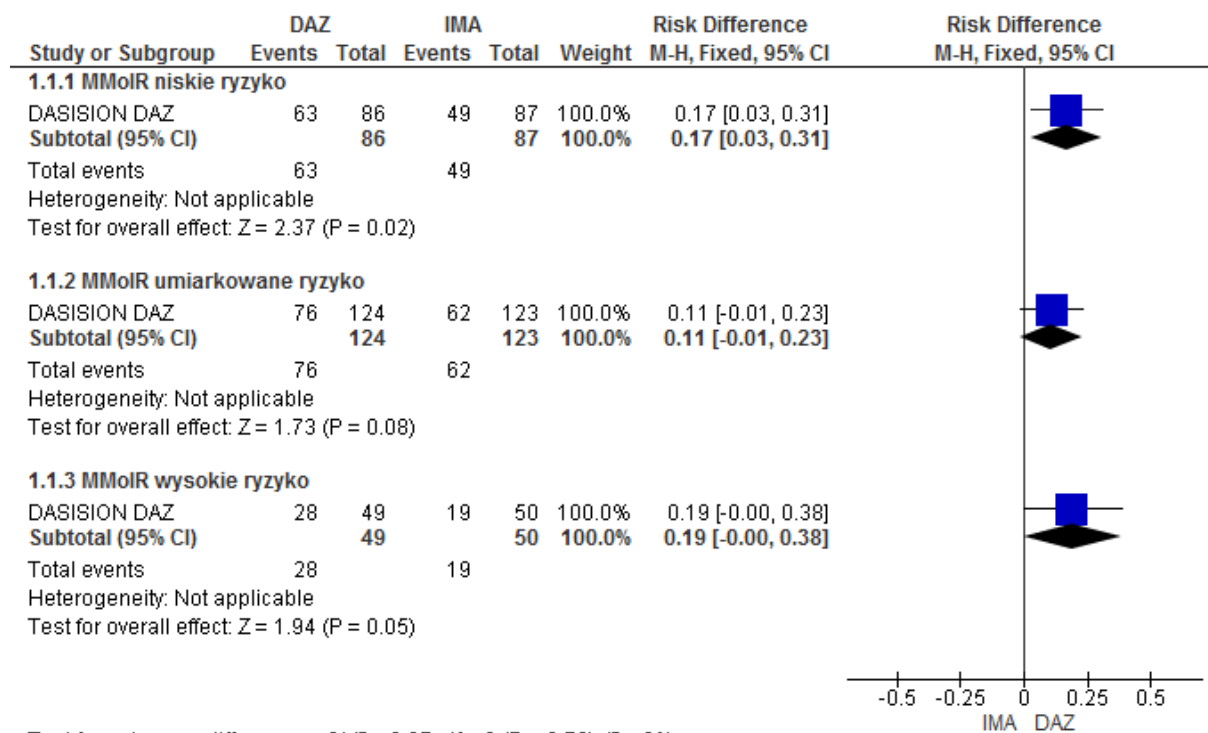 DAZ IMA Risk Difference Risk Difference
Study or Subgroup Events Total Events Total Weight M-H, Fixed, 95% CI M-H, Fixed, 95% CI
1.1.1 MMolR niskie ryzyko
DASISION DAZ 63 86 49 87 100.0% 0.17 [0.03, 0.31]
Subtotal (95% CI) 86 87 100.0% 0.17 [0.03, 0.31]
Total events 63 49
Heterogeneity: Not applicable
Test for overall effect: Z = 2.37 (P = 0.02)
1.1.2 MMolR umiarkowane ryzyko
DASISION DAZ 76 124 62 123 100.0% 0.11 [-0.01, 0.23]
Subtotal (95% CI) 124 123 100.0% 0.11 [-0.01, 0.23]
Total events 76 62
Heterogeneity: Not applicable
Test for overall effect: Z = 1.73 (P = 0.08)
1.1.3 MMolR wysokie ryzyko
DASISION DAZ 28 49 19 50 100.0% 0.19 [-0.00, 0.38]
Subtotal (95% CI) 49 50 100.0% 0.19 [-0.00, 0.38]
Total events 28 19
Heterogeneity: Not applicable
Test for overall effect: Z = 1.94 (P = 0.05)
-0.5 -0.25 0 0.25 0.5
IMA DAZ